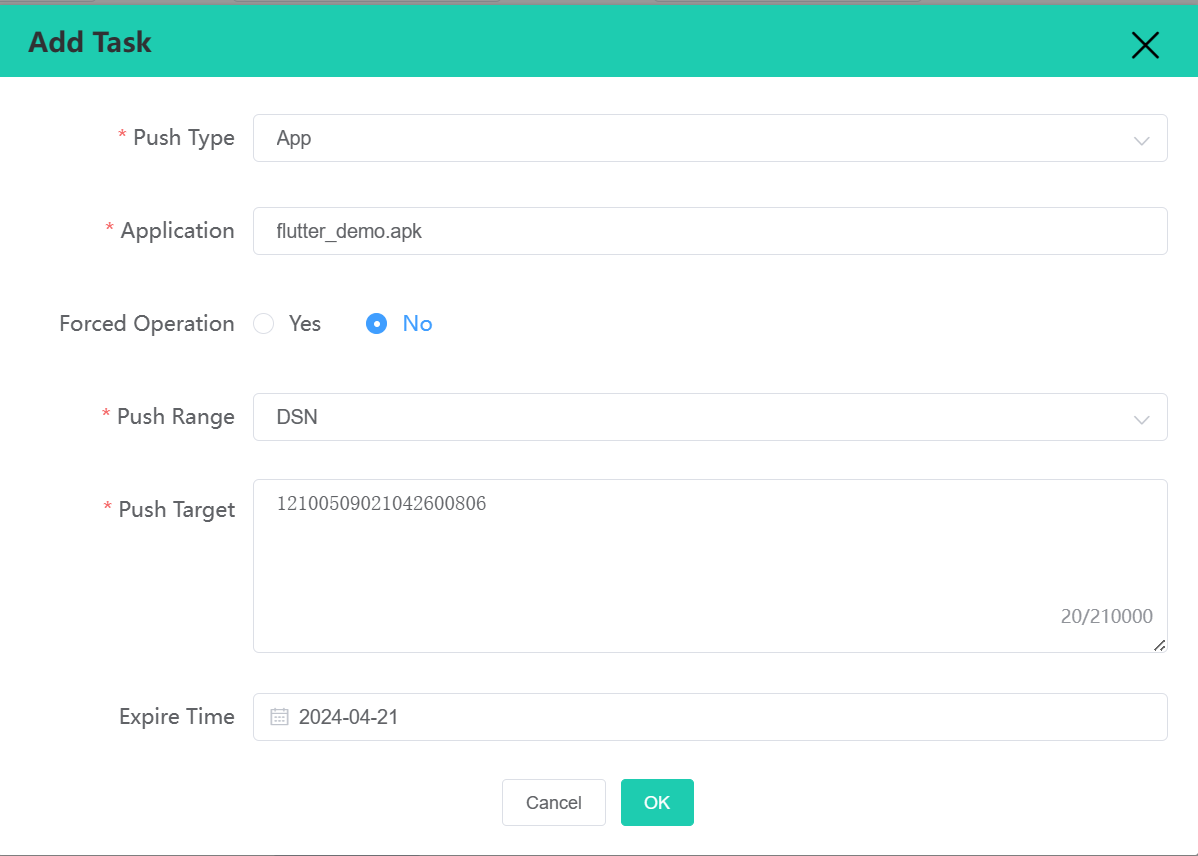 Add Task
* Push Type App
* Application flutter_demo.apk
Forced Operation Yes No
* Push Range DSN
* Push Target 12100509021042600806
20/210000
Expire Time 2024-04-21
Cancel OK